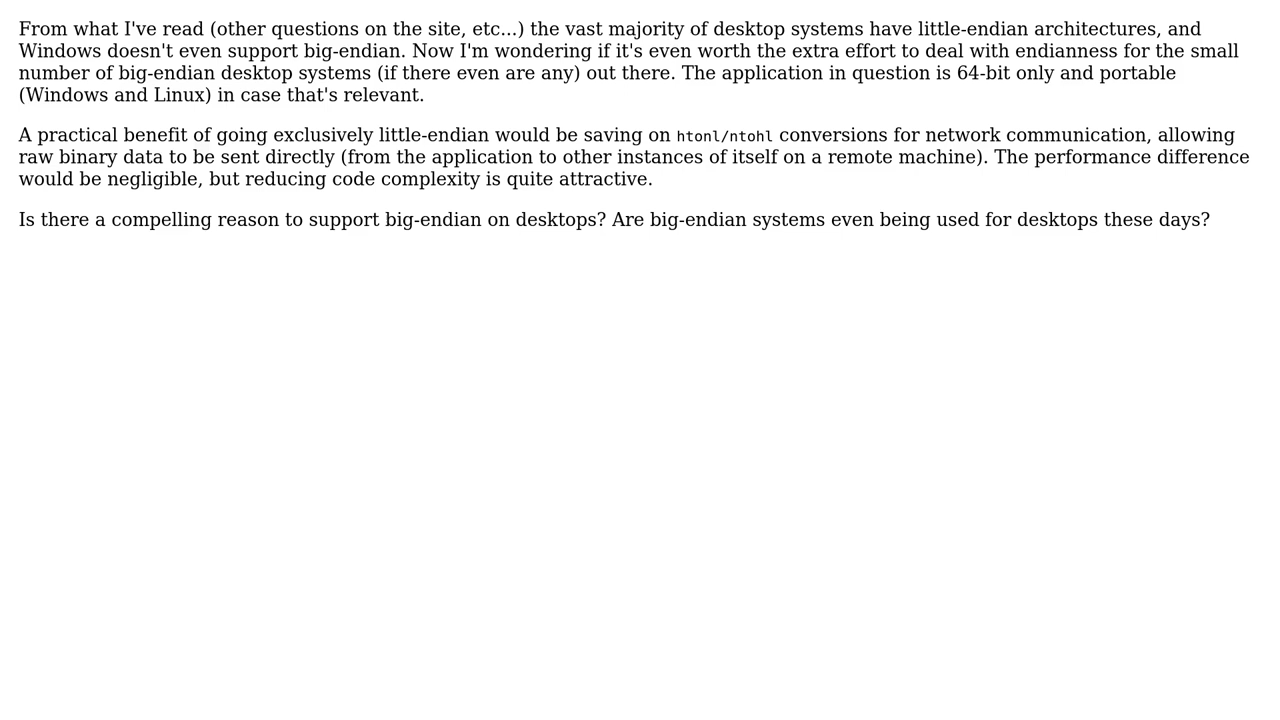 From what I've read (other questions on the site, etc...) the vast majority of desktop systems have little-endian architectures, and
Windows doesn't even support big-endian. Now I'm wondering if it's even worth the extra effort to deal with endianness for the small
number of big-endian desktop systems (if there even are any) out there. The application in question is 64-bit only and portable
(Windows and Linux) in case that's relevant.
A practical benefit of going exclusively little-endian would be saving on htonl/ntohl conversions for network communication, allowing
raw binary data to be sent directly (from the application to other instances of itself on a remote machine). The performance difference
would be negligible, but reducing code complexity is quite attractive.
Is there a compelling reason to support big-endian on desktops? Are big-endian systems even being used for desktops these days?